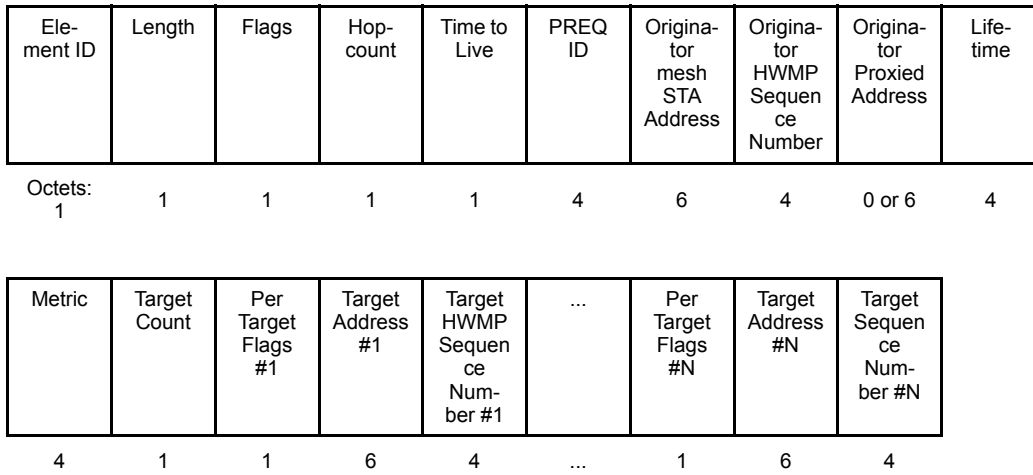 Ele-
ment ID
Length
Flags
Hop-
count
Time to
Live
PREQ
ID
Origina-
tor
mesh
STA
Address
Origina-
tor
HWMP
Sequen
ce
Number
Origina-
tor
Proxied
Address
Life-
time
Octets:
1
1
1
1
1
4
6
4
0 or 6
4
Metric
Target
Count
Per
Target
Flags
#1
Target
Address
#1
Target
HWMP
Sequen
ce
Num-
ber #1
...
Per
Target
Flags
#N
Target
Address
#N
Target
Sequen
ce
Num-
ber #N
4
1
1
6
4
...
1
6
4